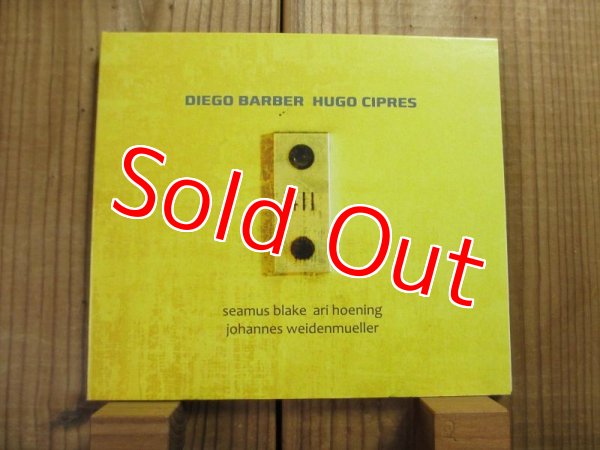 DIEGO BARBER HUGO CIPRES
Sold Out
seamus blake ari hoening
johannes weidenmueller